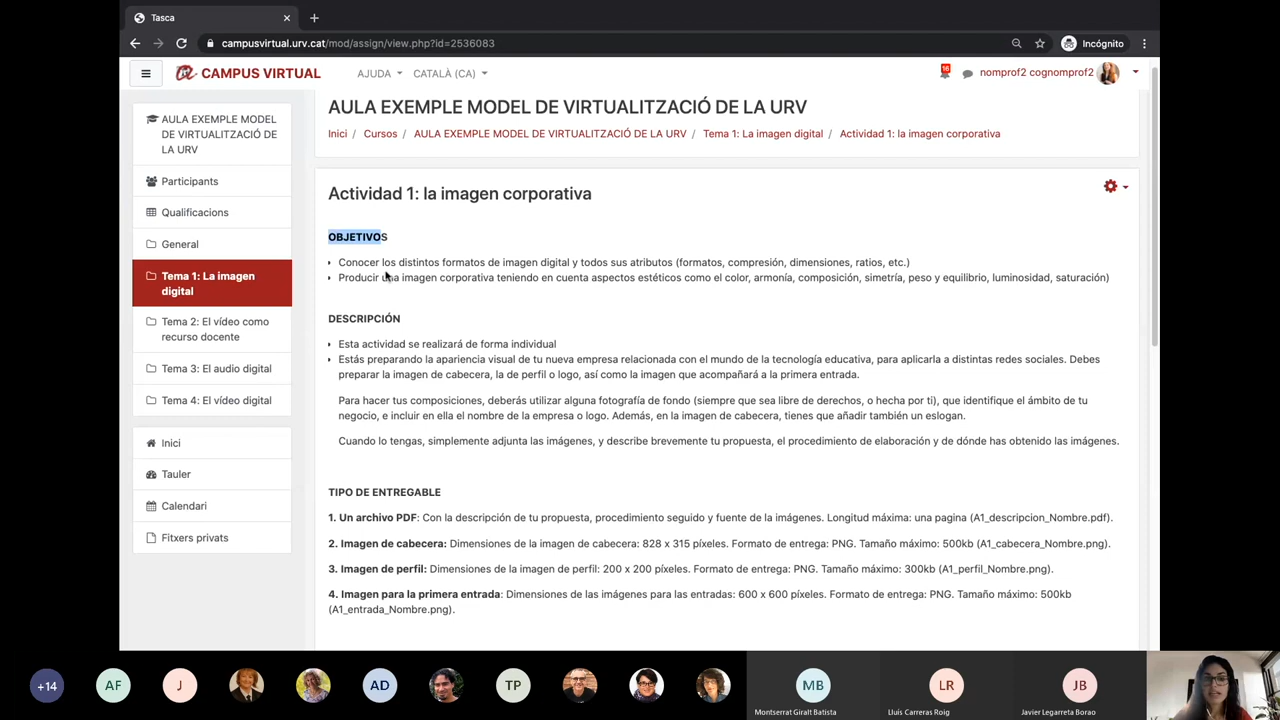 Tasca
campusvirtual.urv.cat/mod/assign/view.php?id=2536083
Incógnito
CAMPUS VIRTUAL
AJUDA
CATALÀ (CA)
16
nomprof2 cognomprof2
AULA EXEMPLE MODEL
DE VIRTUALITZACIÓ DE
LA URV
Participants
Qualificacions
General
Tema 1: La imagen
digital
Tema 2: El vídeo como
recurso docente
Tema 3: El audio digital
Tema 4: El vídeo digital
Inici
Tauler
Calendari
Fitxers privats
AULA EXEMPLE MODEL DE VIRTUALITZACIÓ DE LA URV
Inici / Cursos / AULA EXEMPLE MODEL DE VIRTUALITZACIÓ DE LA URV / Tema 1: La imagen digital / Actividad 1: la imagen corporativa
Actividad 1: la imagen corporativa
OBJETIVOS
Conocer los distintos formatos de imagen digital y todos sus atributos (formatos, compresión, dimensiones, ratios, etc.)
Producir una imagen corporativa teniendo en cuenta aspectos estéticos como el color, armonía, composición, simetría, peso y equilibrio, luminosidad, saturación)
DESCRIPCIÓN
Esta actividad se realizará de forma individual
Estás preparando la apariencia visual de tu nueva empresa relacionada con el mundo de la tecnología educativa, para aplicarla a distintas redes sociales. Debes
preparar la imagen de cabecera, la de perfil o logo, así como la imagen que acompañará a la primera entrada.
Para hacer tus composiciones, deberás utilizar alguna fotografía de fondo (siempre que sea libre de derechos, o hecha por ti), que identifique el ámbito de tu
negocio, e incluir en ella el nombre de la empresa o logo. Además, en la imagen de cabecera, tienes que añadir también un eslogan.
Cuando lo tengas, simplemente adjunta las imágenes, y describe brevemente tu propuesta, el procedimiento de elaboración y de dónde has obtenido las imágenes.
TIPO DE ENTREGABLE
1. Un archivo PDF: Con la descripción de tu propuesta, procedimiento seguido y fuente de la imágenes. Longitud máxima: una pagina (A1_descripcion_Nombre.pdf).
2. Imagen de cabecera: Dimensiones de la imagen de cabecera: 828 x 315 píxeles. Formato de entrega: PNG. Tamaño máximo: 500kb (A1_cabecera_Nombre.png).
3. Imagen de perfil: Dimensiones de la imagen de perfil: 200 x 200 píxeles. Formato de entrega: PNG. Tamaño máximo: 300kb (A1_perfil_Nombre.png).
4. Imagen para la primera entrada: Dimensiones de las imágenes para las entradas: 600 x 600 píxeles. Formato de entrega: PNG. Tamaño máximo: 500kb
(A1_entrada_Nombre.png).
+14
AF
J
AD
TP
MB
Montserrat Giralt Batista
LR
Lluís Carreras Roig
JB
Javier Legarreta Borao